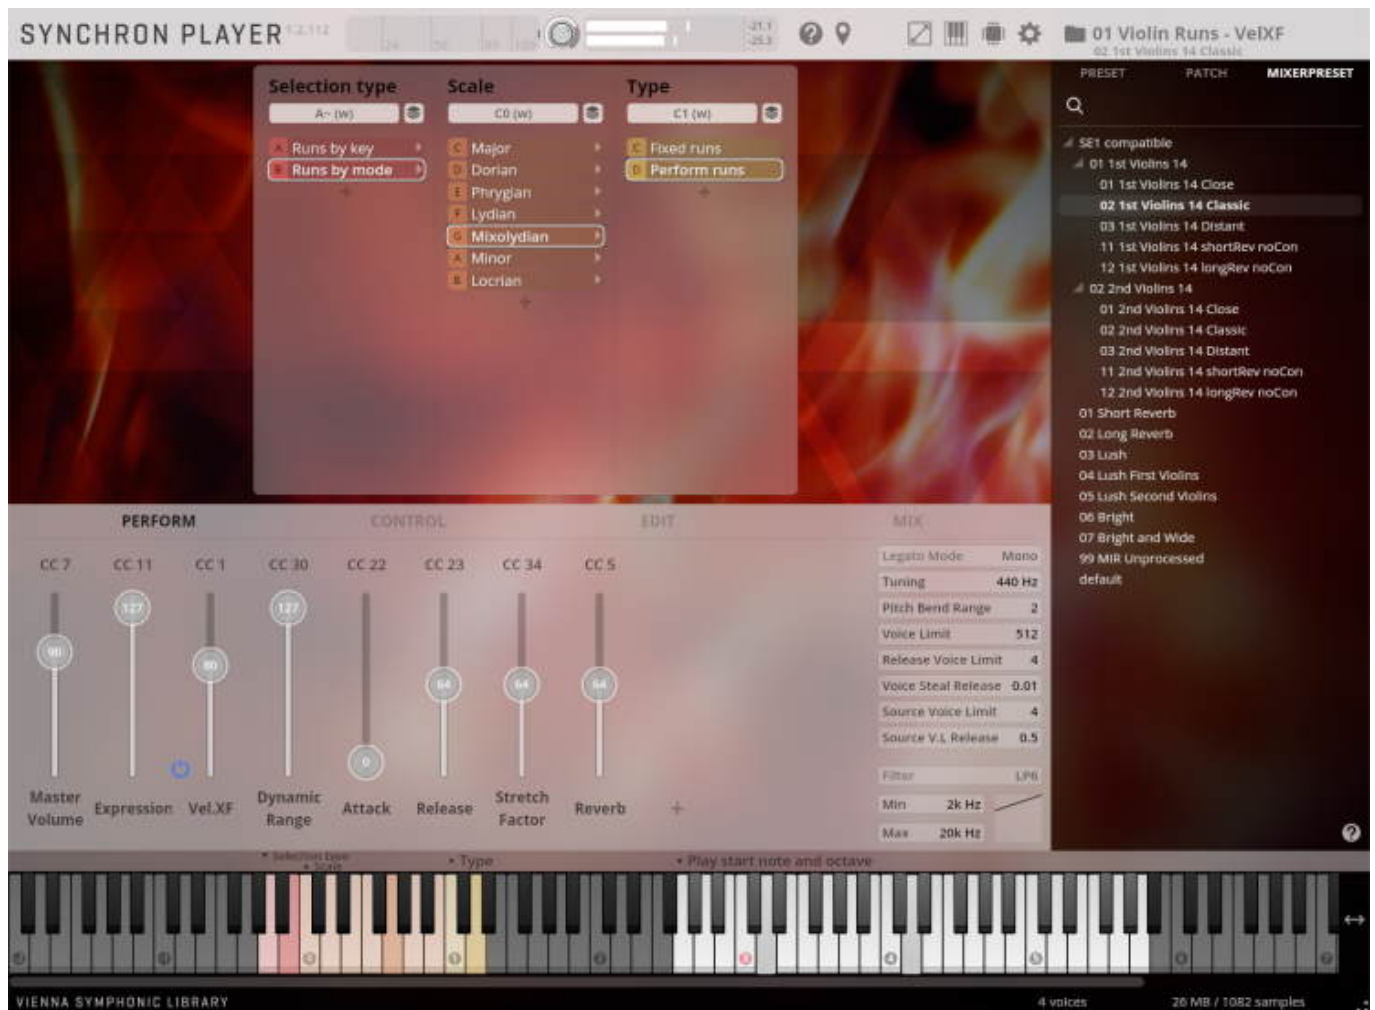 SYNCHRON PLAYER
01 Violin Runs - VelXF
02 1st Violins 14 Classic
PRESET PATCH MIXERPRESET
Selection type Scale Type
C0 (w) C1 (w)
Runs by key
Runs by mode
Major
Dorian
Phrygian
Lydian
Mixolydian
Minor
Locrian
Fixed runs
Perform runs
SE1 compatible
01 1st Violins 14
01 1st Violins 14 Close
02 1st Violins 14 Classic
03 1st Violins 14 Distant
11 1st Violins 14 shortRev noCon
12 1st Violins 14 longRev noCon
02 2nd Violins 14
01 2nd Violins 14 Close
02 2nd Violins 14 Classic
03 2nd Violins 14 Distant
11 2nd Violins 14 shortRev noCon
12 2nd Violins 14 longRev noCon
01 Short Reverb
02 Long Reverb
03 Lush
04 Lush First Violins
05 Lush Second Violins
06 Bright
07 Bright and Wide
99 MIR Unprocessed
default
PERFORM CONTROL EDIT MIX
CC 7 CC 11 CC 1 CC 30 CC 22 CC 23 CC 34 CC 5
90 127 80 127 0 64 64 64
Master Volume
Expression
Vel.XF
Dynamic Range
Attack
Release
Stretch Factor
Reverb
+
Legato Mode Mono
Tuning 440 Hz
Pitch Bend Range 2
Voice Limit 512
Release Voice Limit 4
Voice Steal Release 0.01
Source Voice Limit 4
Source V.L Release 0.5
Filter LP6
Min 2k Hz
Max 20k Hz
• Selection type
• Scale
• Type
• Play start note and octave
VIENNA SYMPHONIC LIBRARY
4 voices
26 MB / 1082 samples